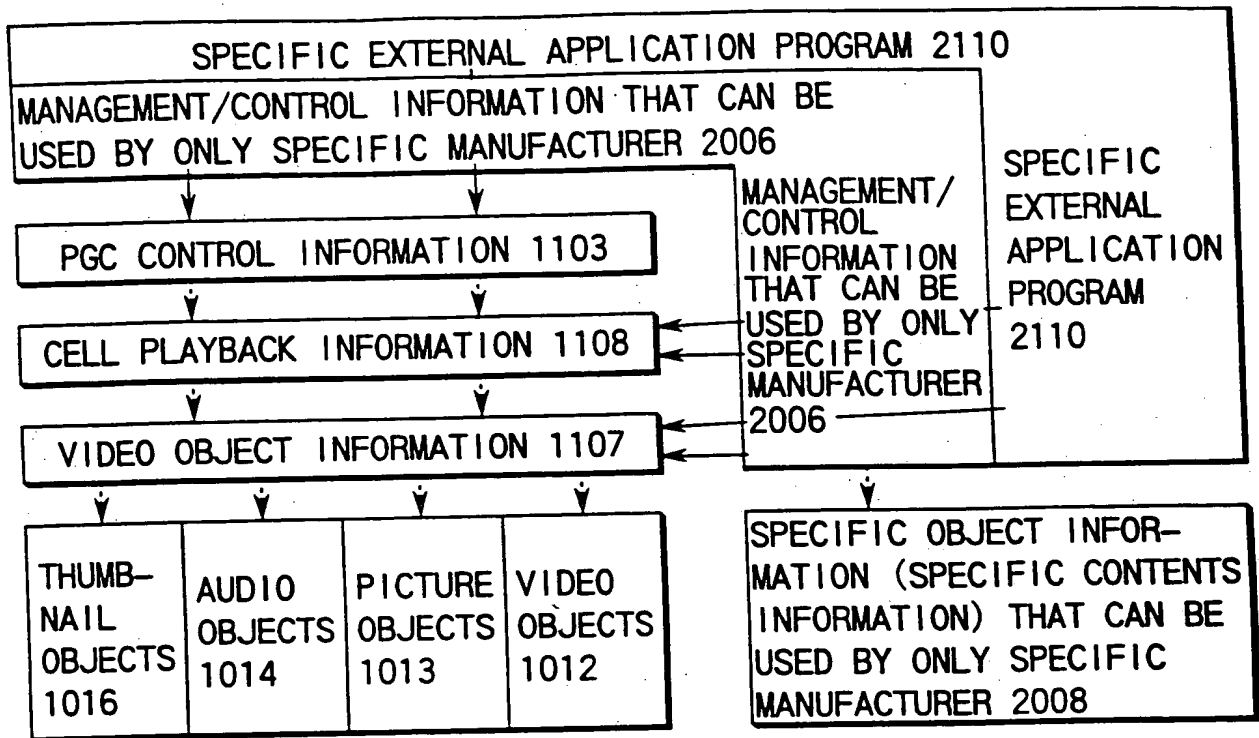 SPECIFIC EXTERNAL APPLICATION PROGRAM 2110
MANAGEMENT/CONTROL INFORMATION THAT CAN BE
USED BY ONLY SPECIFIC MANUFACTURER 2006
PGC CONTROL INFORMATION 1103
CELL PLAYBACK INFORMATION 1108
VIDEO OBJECT INFORMATION 1107
MANAGEMENT/
CONTROL
INFORMATION
THAT CAN BE
USED BY ONLY
SPECIFIC
MANUFACTURER
2006
SPECIFIC
EXTERNAL
APPLICATION
PROGRAM
2110
THUMB-
NAIL
OBJECTS
1016
AUDIO
OBJECTS
1014
PICTURE
OBJECTS
1013
VIDEO
OBJECTS
1012
SPECIFIC OBJECT INFOR-
MATION (SPECIFIC CONTENTS
INFORMATION) THAT CAN BE
USED BY ONLY SPECIFIC
MANUFACTURER 2008